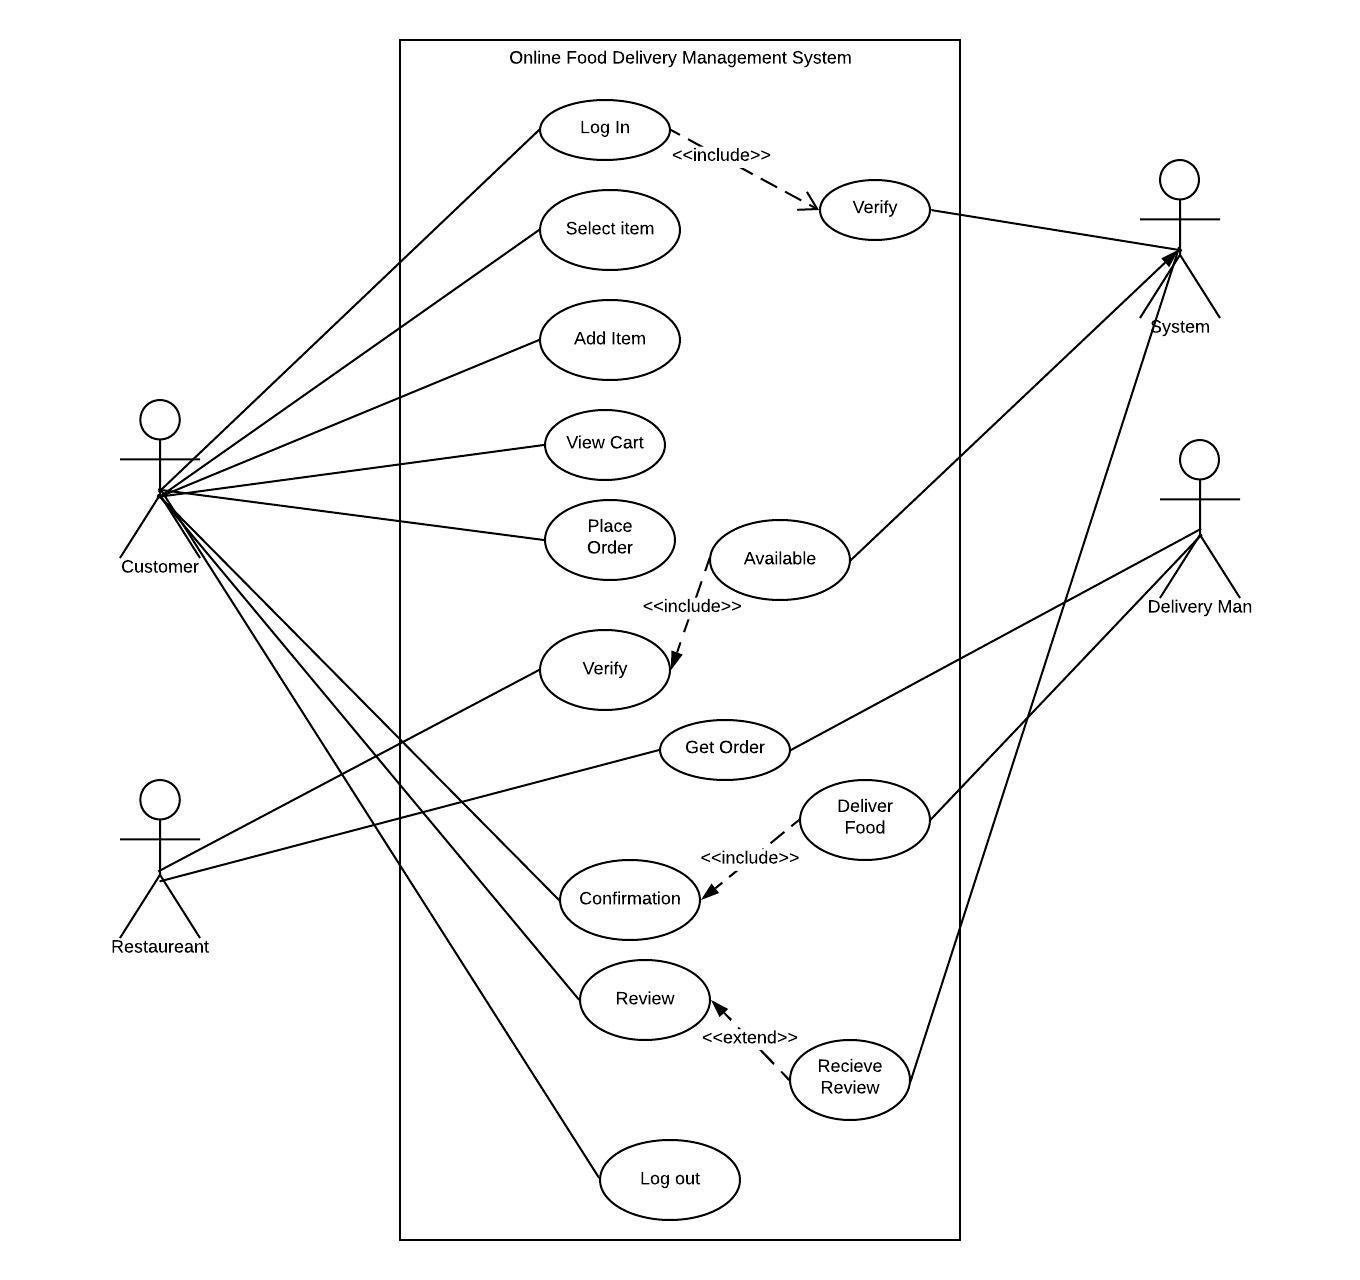 Online Food Delivery Management System
Log In
<<include>>
Verify
Select item
System
Add Item
View Cart
Place
Order
Available
Customer
<<include>>
Delivery Man
Verify
Get Order
Deliver
Food
<<include>>
Confirmation
Restaureant
Review
<<extend>>
Recieve
Review
Log out